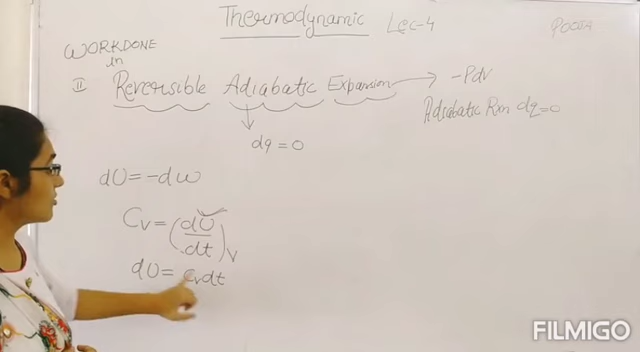 Thermodynamic Lec-4
POOJA
WORKDONE
in
II Reversible Adiabatic Expansion → -PdV
Adiabatic Rxn dq=0
dq=0
dU=-dw
Cv=(dU/dt)v
dU=Cvdt
FILMIGO